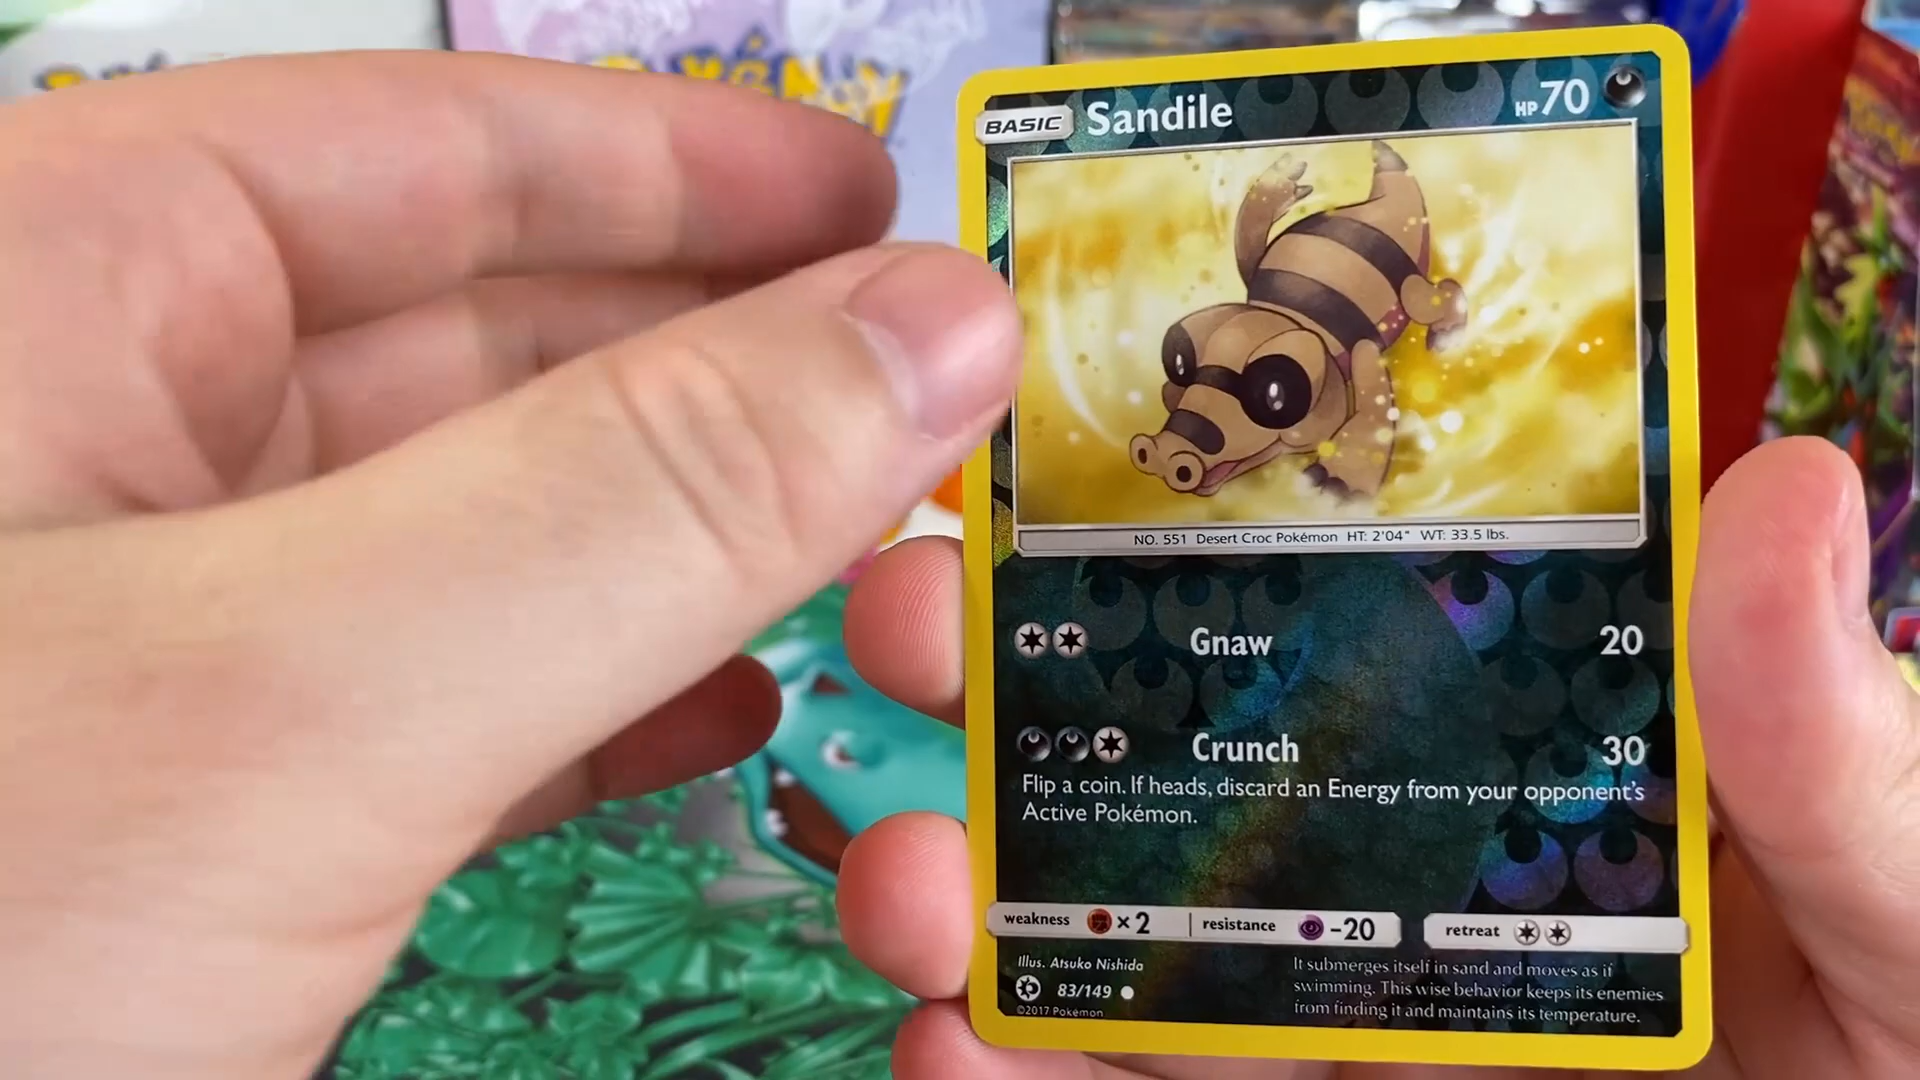 BASIC Sandile HP70
NO. 551 Desert Croc Pokémon HT: 2'04" WT: 33.5 lbs.
Gnaw 20
Crunch 30
Flip a coin. If heads, discard an Energy from your opponent's
Active Pokémon.
weakness ×2 resistance -20 retreat
Illus. Atsuko Nishida
83/149
©2017 Pokémon
It submerges itself in sand and moves as if
swimming. This wise behavior keeps its enemies
from finding it and maintains its temperature.